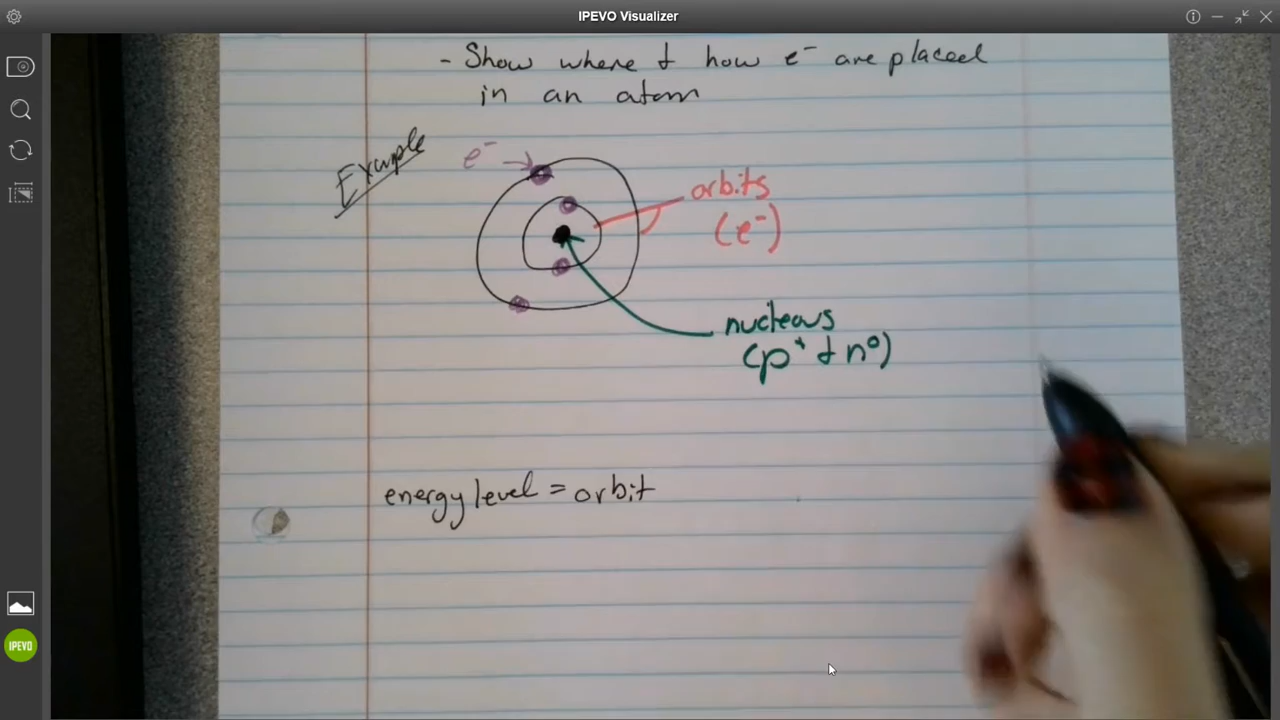 IPEVO Visualizer
- Show where & how e⁻ are placed
in an atom
Example
e⁻
orbits
(e⁻)
nucleus
(p⁺ & n⁰)
energy level = orbit
IPEVO